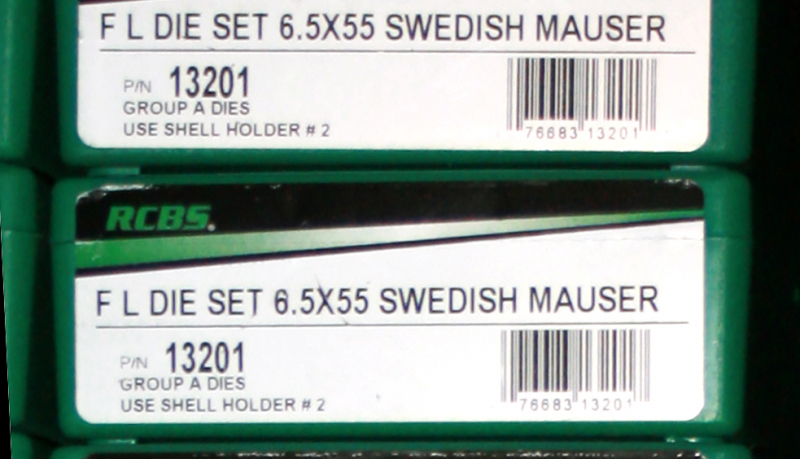 F L DIE SET 6.5X55 SWEDISH MAUSER
P/N 13201
GROUP A DIES
USE SHELL HOLDER # 2
76683 13201
RCBS.
F L DIE SET 6.5X55 SWEDISH MAUSER
P/N 13201
GROUP A DIES
USE SHELL HOLDER # 2
76683 13201